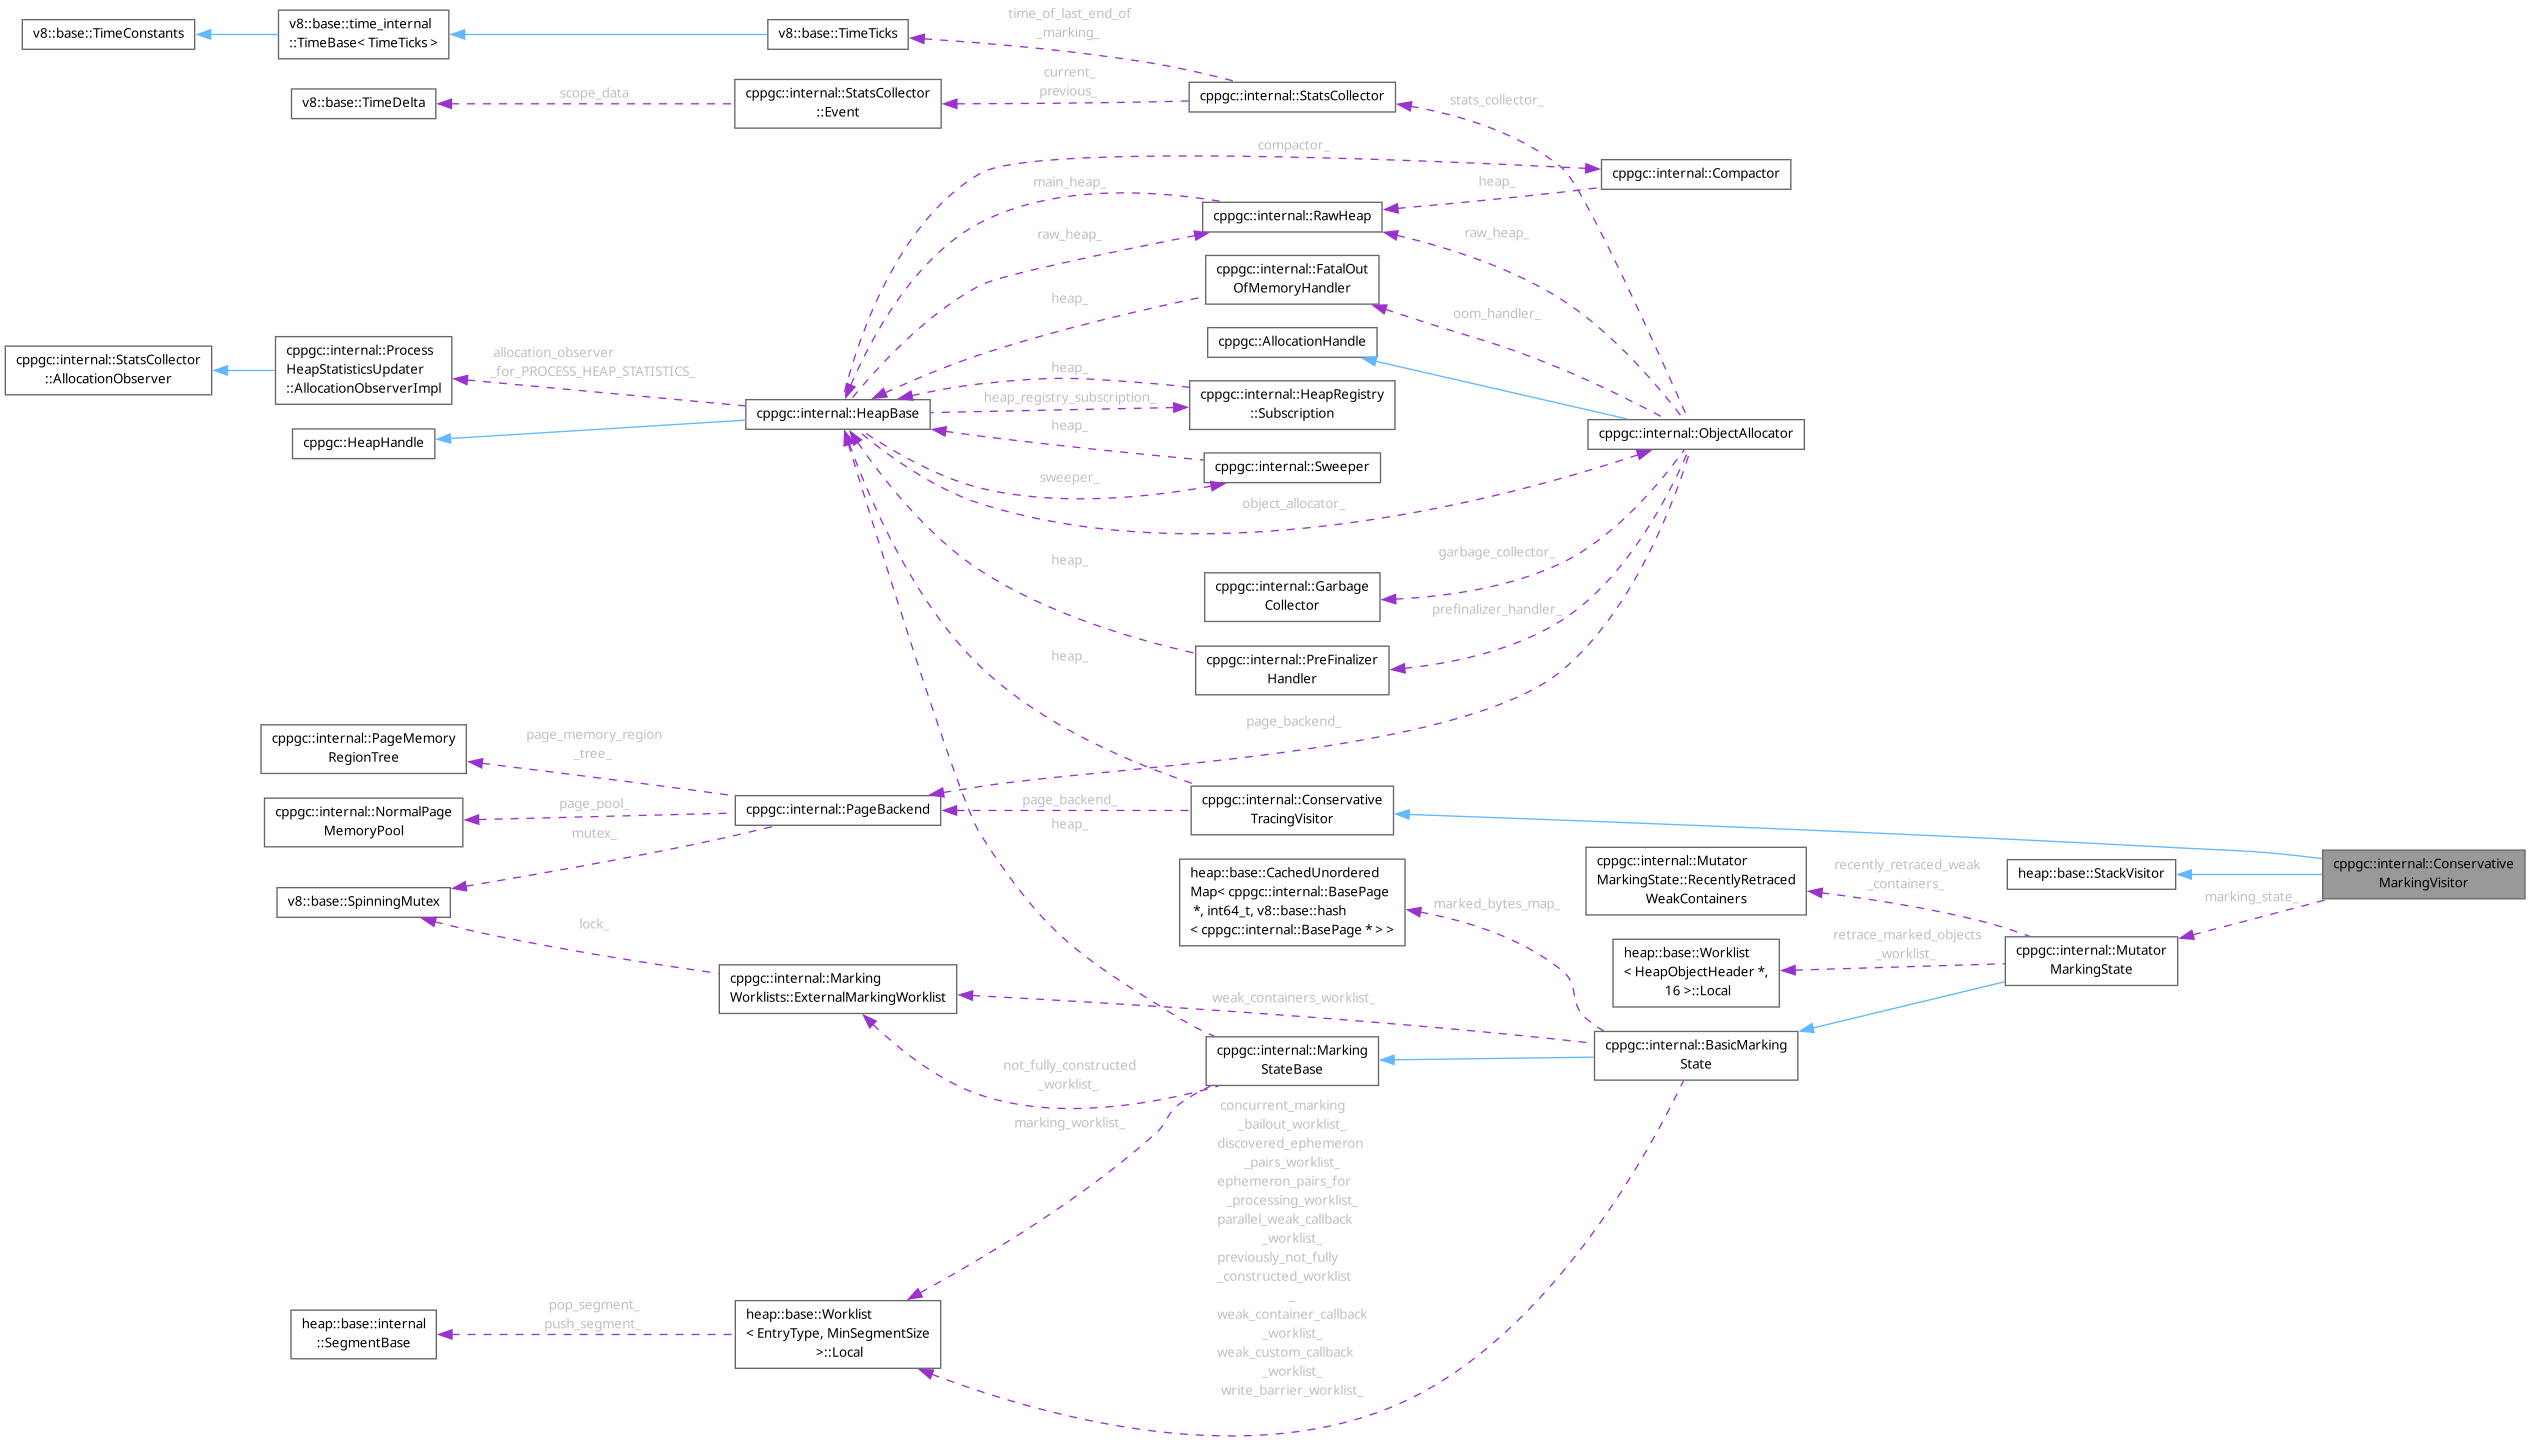 v8::base::TimeConstants
v8::base::time_internal
::TimeBase< TimeTicks >
v8::base::TimeTicks
time_of_last_end_of
_marking_
v8::base::TimeDelta
scope_data
cppgc::internal::StatsCollector
::Event
current_
previous_
cppgc::internal::StatsCollector
stats_collector_
compactor_
cppgc::internal::Compactor
main_heap_
heap_
cppgc::internal::RawHeap
raw_heap_
raw_heap_
cppgc::internal::FatalOut
OfMemoryHandler
heap_
oom_handler_
cppgc::AllocationHandle
cppgc::internal::StatsCollector
::AllocationObserver
cppgc::internal::Process
HeapStatisticsUpdater
::AllocationObserverImpl
allocation_observer
_for_PROCESS_HEAP_STATISTICS_
heap_
cppgc::internal::HeapRegistry
::Subscription
heap_registry_subscription_
cppgc::internal::HeapBase
cppgc::HeapHandle
heap_
cppgc::internal::ObjectAllocator
cppgc::internal::Sweeper
sweeper_
object_allocator_
heap_
garbage_collector_
cppgc::internal::Garbage
Collector
prefinalizer_handler_
cppgc::internal::PreFinalizer
Handler
heap_
page_backend_
cppgc::internal::PageMemory
RegionTree
page_memory_region
_tree_
cppgc::internal::NormalPage
MemoryPool
page_pool_
mutex_
cppgc::internal::PageBackend
page_backend_
heap_
cppgc::internal::Conservative
TracingVisitor
v8::base::SpinningMutex
lock_
heap::base::CachedUnordered
Map< cppgc::internal::BasePage
*, int64_t, v8::base::hash
< cppgc::internal::BasePage * > >
marked_bytes_map_
cppgc::internal::Mutator
MarkingState::RecentlyRetraced
WeakContainers
recently_retraced_weak
_containers_
heap::base::StackVisitor
cppgc::internal::Conservative
MarkingVisitor
marking_state_
retrace_marked_objects
_worklist_
heap::base::Worklist
< HeapObjectHeader *,
16 >::Local
cppgc::internal::Mutator
MarkingState
cppgc::internal::Marking
Worklists::ExternalMarkingWorklist
weak_containers_worklist_
cppgc::internal::Marking
StateBase
cppgc::internal::BasicMarking
State
not_fully_constructed
_worklist_
marking_worklist_
concurrent_marking
_bailout_worklist_
discovered_ephemeron
_pairs_worklist_
ephemeron_pairs_for
_processing_worklist_
parallel_weak_callback
_worklist_
previously_not_fully
_constructed_worklist
_
weak_container_callback
_worklist_
weak_custom_callback
_worklist_
write_barrier_worklist_
heap::base::internal
::SegmentBase
pop_segment_
push_segment_
heap::base::Worklist
< EntryType, MinSegmentSize
>::Local